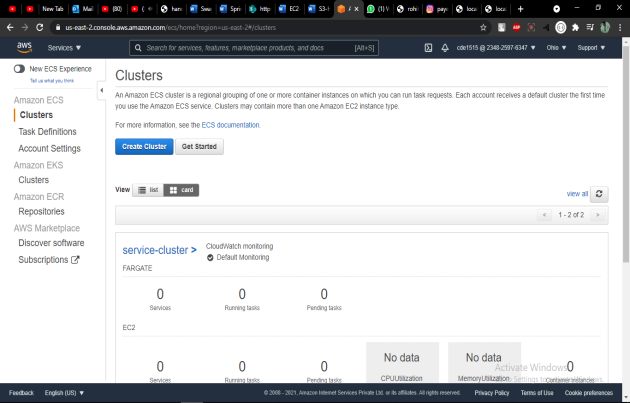 New Tab
(80)
Mail
Swa
Spri
http:
EC2
S3-
(1)
pay
loca
loca
us-east-2.console.aws.amazon.com/ecs/home?region=us-east-2#/clusters
aws
Services
Search for services, features, marketplace products, and docs
[Alt+S]
cde1515 @ 2348-2597-6347
Ohio
Support
New ECS Experience
Tell us what you think
Amazon ECS
Clusters
Task Definitions
Account Settings
Amazon EKS
Clusters
Amazon ECR
Repositories
AWS Marketplace
Discover software
Subscriptions
Clusters
An Amazon ECS cluster is a regional grouping of one or more container instances on which you can run task requests. Each account receives a default cluster the first time
you use the Amazon ECS service. Clusters may contain more than one Amazon EC2 instance type.
For more information, see the ECS documentation.
Create Cluster
Get Started
View
list
card
view all
1 - 2 of 2
service-cluster >
CloudWatch monitoring
Default Monitoring
FARGATE
0
0
0
Services
Running tasks
Pending tasks
EC2
0
0
0
No data
No data
0
Services
Running tasks
Pending tasks
CPUUtilization
MemoryUtilization
Container instances
Activate Windows
Feedback
English (US)
© 2008 - 2021, Amazon Internet Services Private Ltd. or its affiliates. All rights reserved.
Privacy Policy
Terms of Use
Cookie preferences